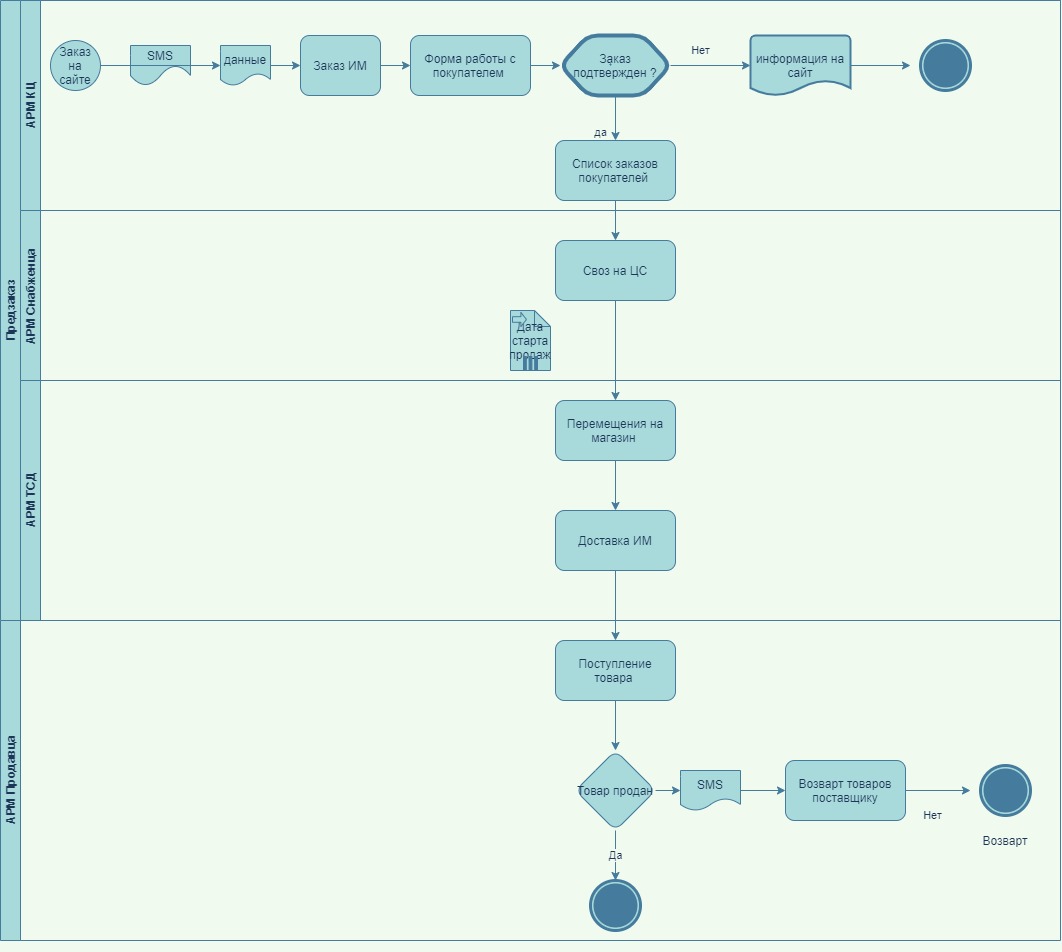 Предзаказ
АРМ КЦ
Заказ
на
сайте
SMS
данные
Заказ ИМ
Форма работы с
покупателем
Заказ
подтвержден ?
Нет
информация на
сайт
да
Список заказов
покупателей
АРМ Снабженца
Своз на ЦС
Дата
старта
продаж
АРМ ТСД
Перемещения на
магазин
Доставка ИМ
АРМ Продавца
Поступление
товара
Товар продан
SMS
Возварт товаров
поставщику
Нет
Возварт
Да